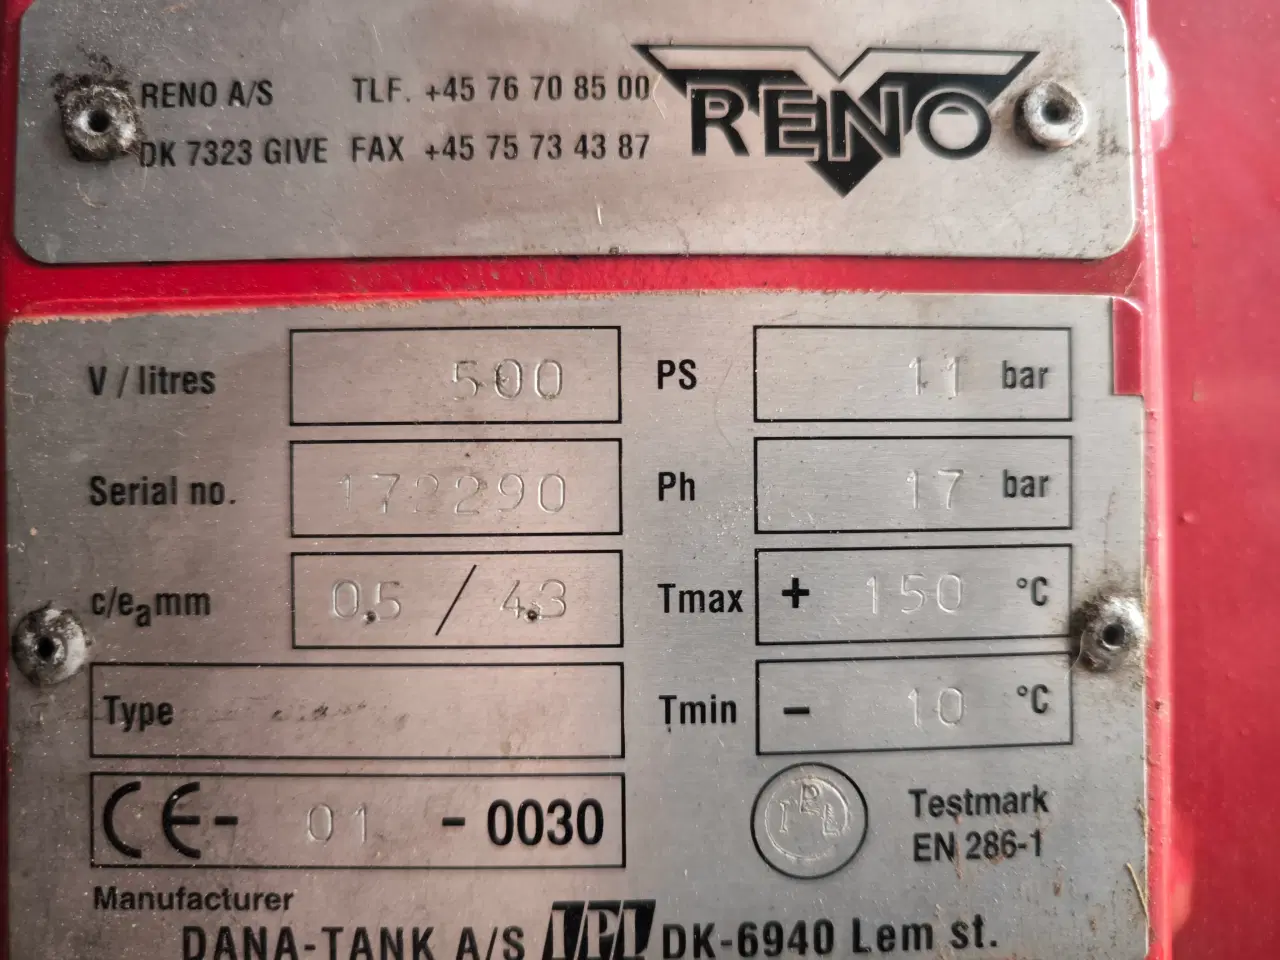 RENO A/S TLF. +45 76 70 85 00
DK 7323 GIVE FAX +45 75 73 43 87
RENO
V / litres 500 PS 11 bar
Serial no. 172290 Ph 17 bar
c/eamm 0.5 / 4.3 Tmax + 150 °C
Type Tmin - 10 °C
CE- 01 - 0030 Testmark
EN 286-1
Manufacturer
DANA-TANK A/S IPL DK-6940 Lem st.